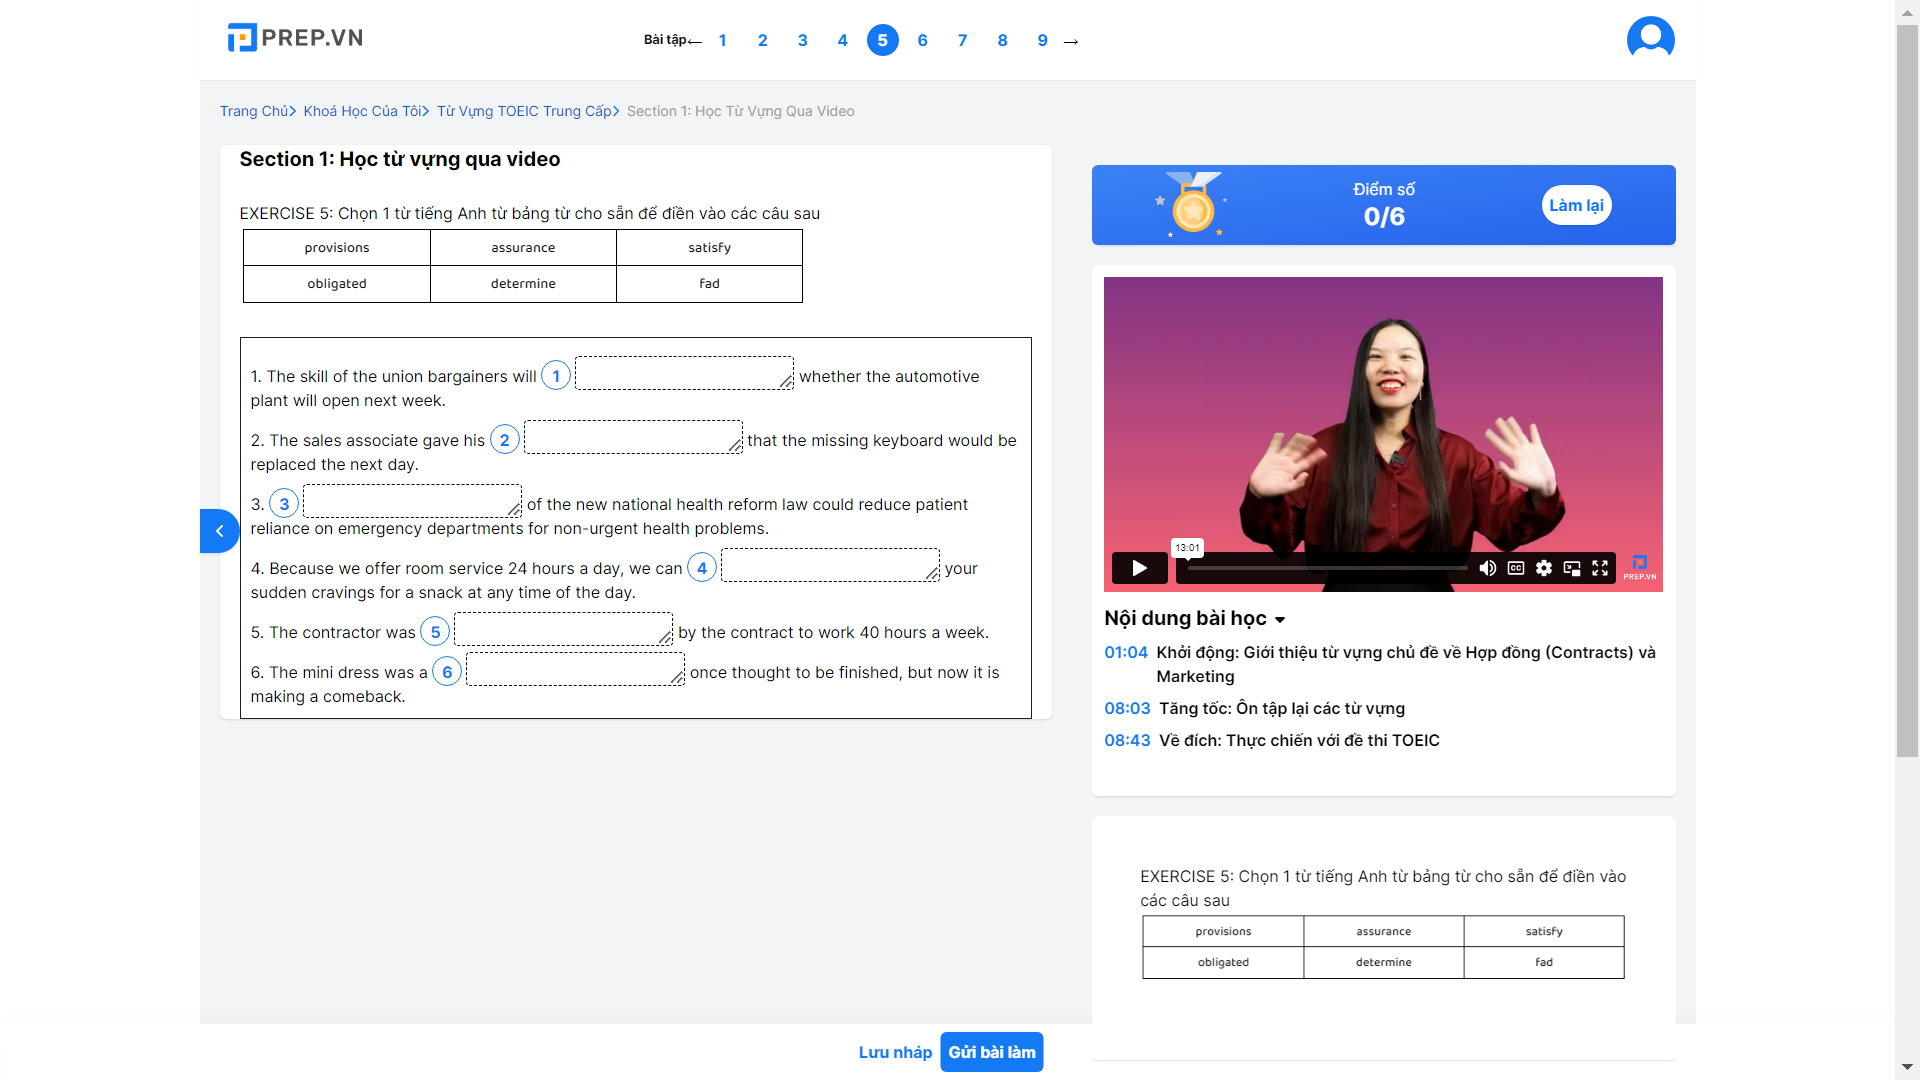 PREP.VN
Bài tập← 1 2 3 4 5 6 7 8 9 →
Trang Chủ> Khoá Học Của Tôi> Từ Vựng TOEIC Trung Cấp> Section 1: Học Từ Vựng Qua Video
Section 1: Học từ vựng qua video
EXERCISE 5: Chọn 1 từ tiếng Anh từ bảng từ cho sẵn để điền vào các câu sau
provisions assurance satisfy
obligated determine fad
1. The skill of the union bargainers will 1 whether the automotive
plant will open next week.
2. The sales associate gave his 2 that the missing keyboard would be
replaced the next day.
3. 3 of the new national health reform law could reduce patient
reliance on emergency departments for non-urgent health problems.
4. Because we offer room service 24 hours a day, we can 4 your
sudden cravings for a snack at any time of the day.
5. The contractor was 5 by the contract to work 40 hours a week.
6. The mini dress was a 6 once thought to be finished, but now it is
making a comeback.
Điểm số
0/6
Làm lại
13:01
CC
PREP.VN
Nội dung bài học
01:04 Khởi động: Giới thiệu từ vựng chủ đề về Hợp đồng (Contracts) và
Marketing
08:03 Tăng tốc: Ôn tập lại các từ vựng
08:43 Về đích: Thực chiến với đề thi TOEIC
EXERCISE 5: Chọn 1 từ tiếng Anh từ bảng từ cho sẵn để điền vào
các câu sau
provisions assurance satisfy
obligated determine fad
Lưu nháp Gửi bài làm